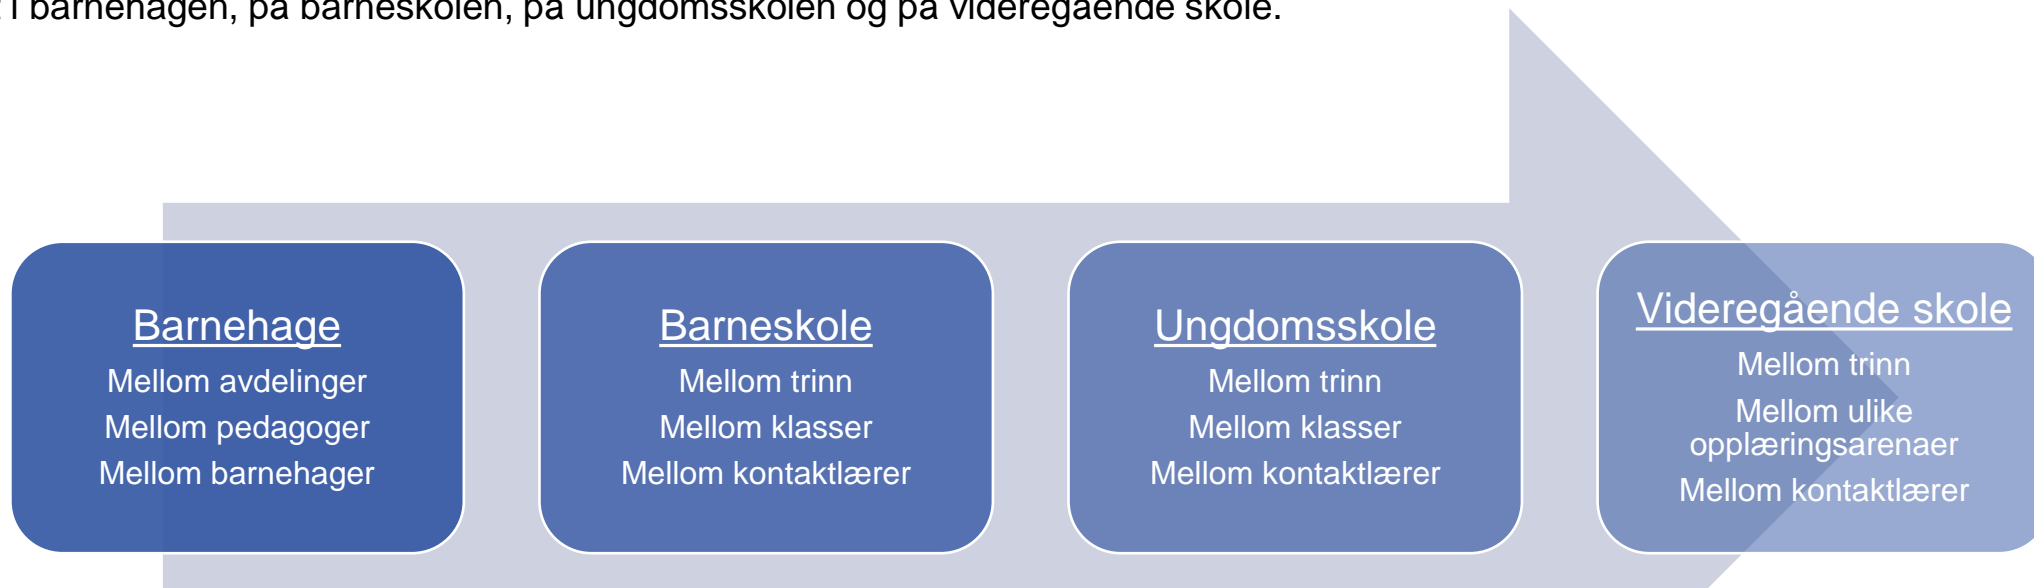 i barnehagen, på barneskolen, på ungdomsskolen og på videregående skole.
Barnehage
Mellom avdelinger
Mellom pedagoger
Mellom barnehager
Barneskole
Mellom trinn
Mellom klasser
Mellom kontaktlærer
Ungdomsskole
Mellom trinn
Mellom klasser
Mellom kontaktlærer
Videregående skole
Mellom trinn
Mellom ulike
opplæringsarenaer
Mellom kontaktlærer